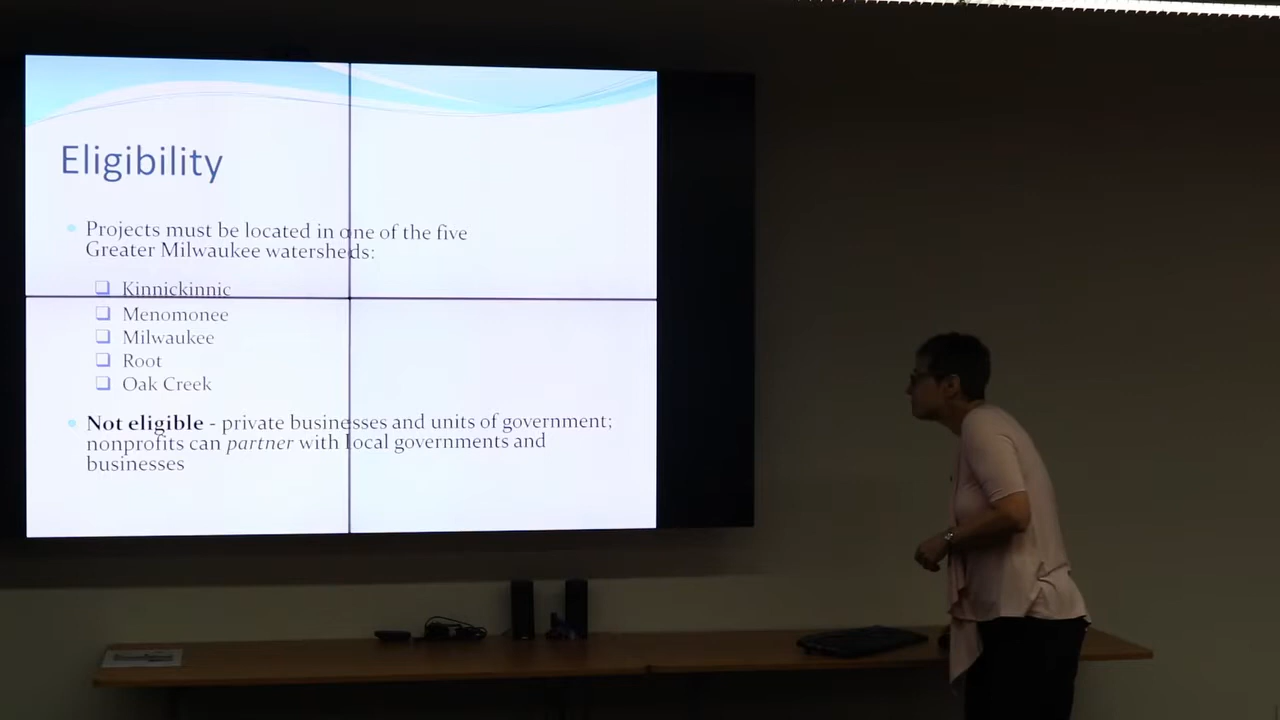 Eligibility
Projects must be located in one of the five
Greater Milwaukee watersheds:
Kinnickinnic
Menomonee
Milwaukee
Root
Oak Creek
Not eligible - private businesses and units of government;
nonprofits can partner with local governments and
businesses